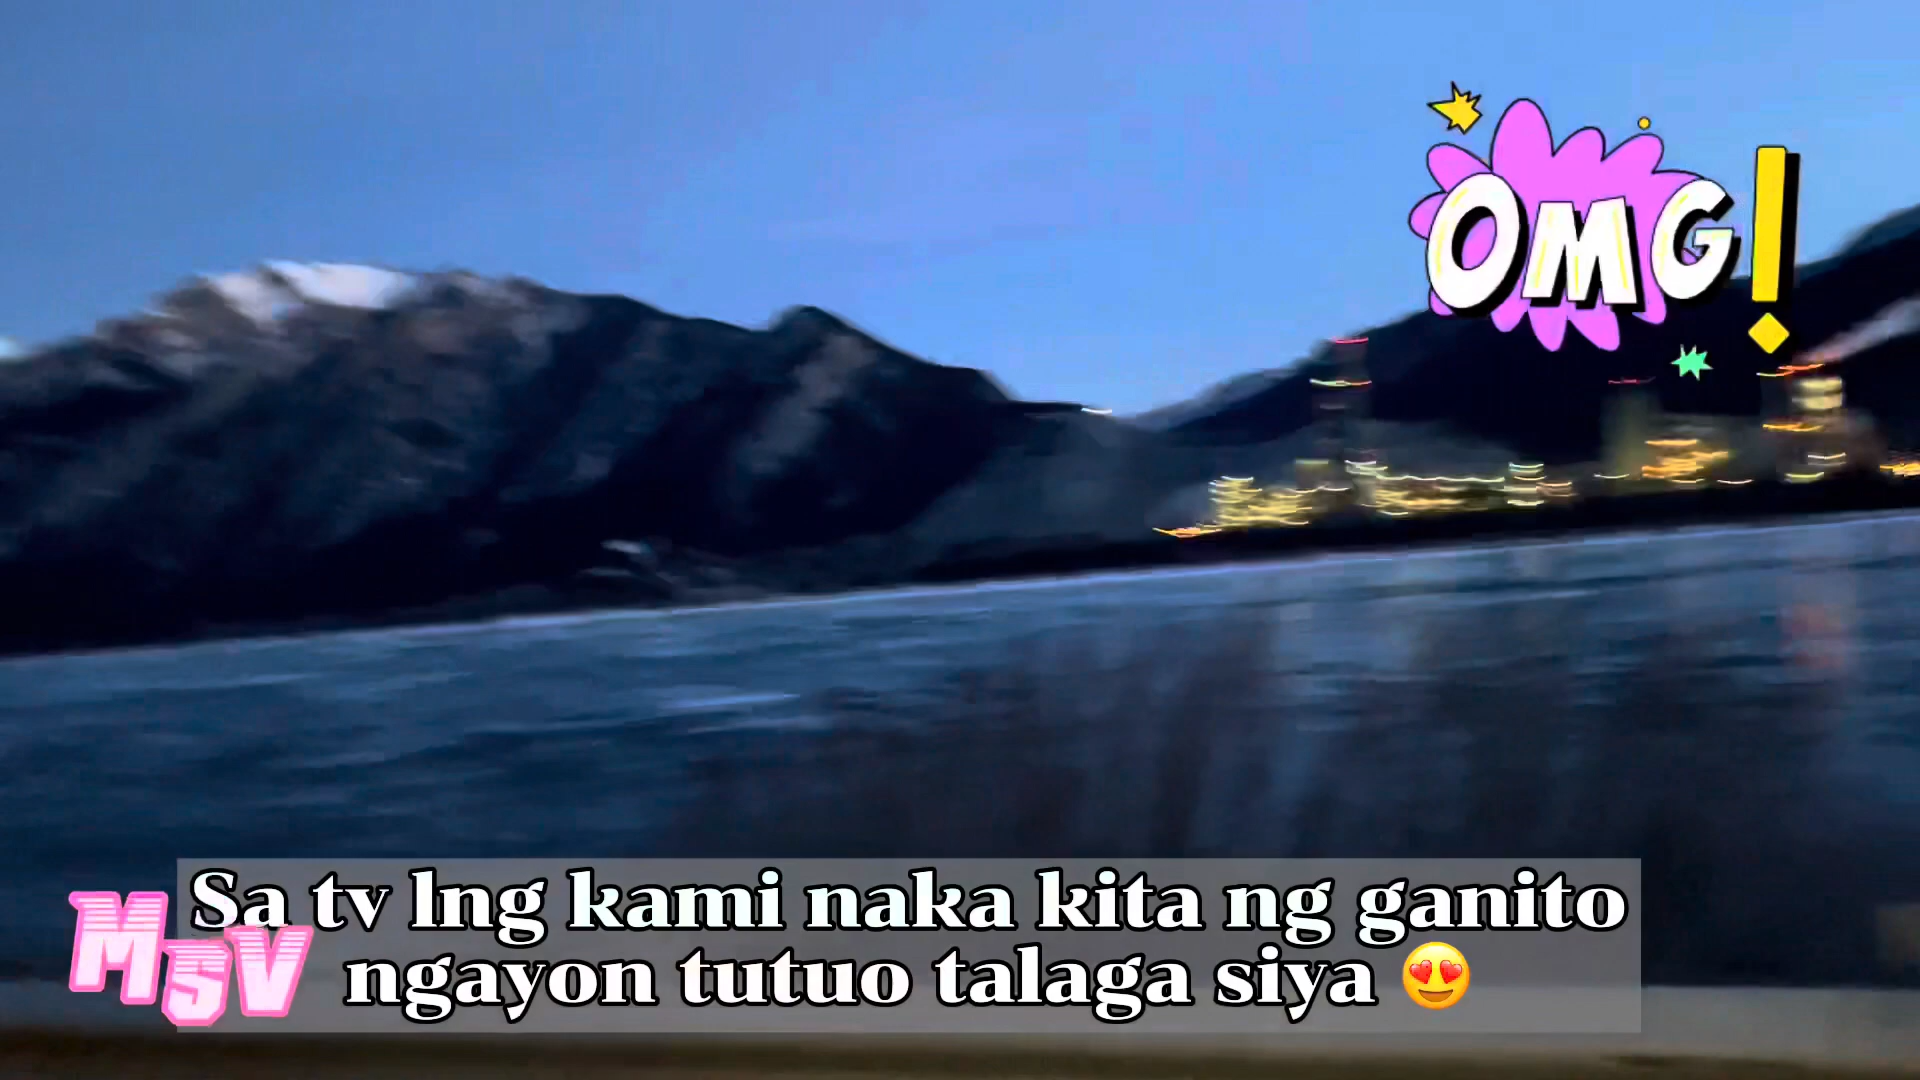 OMG!
Sa tv lng kami naka kita ng ganito
ngayon tutuo talaga siya 😍
MSV